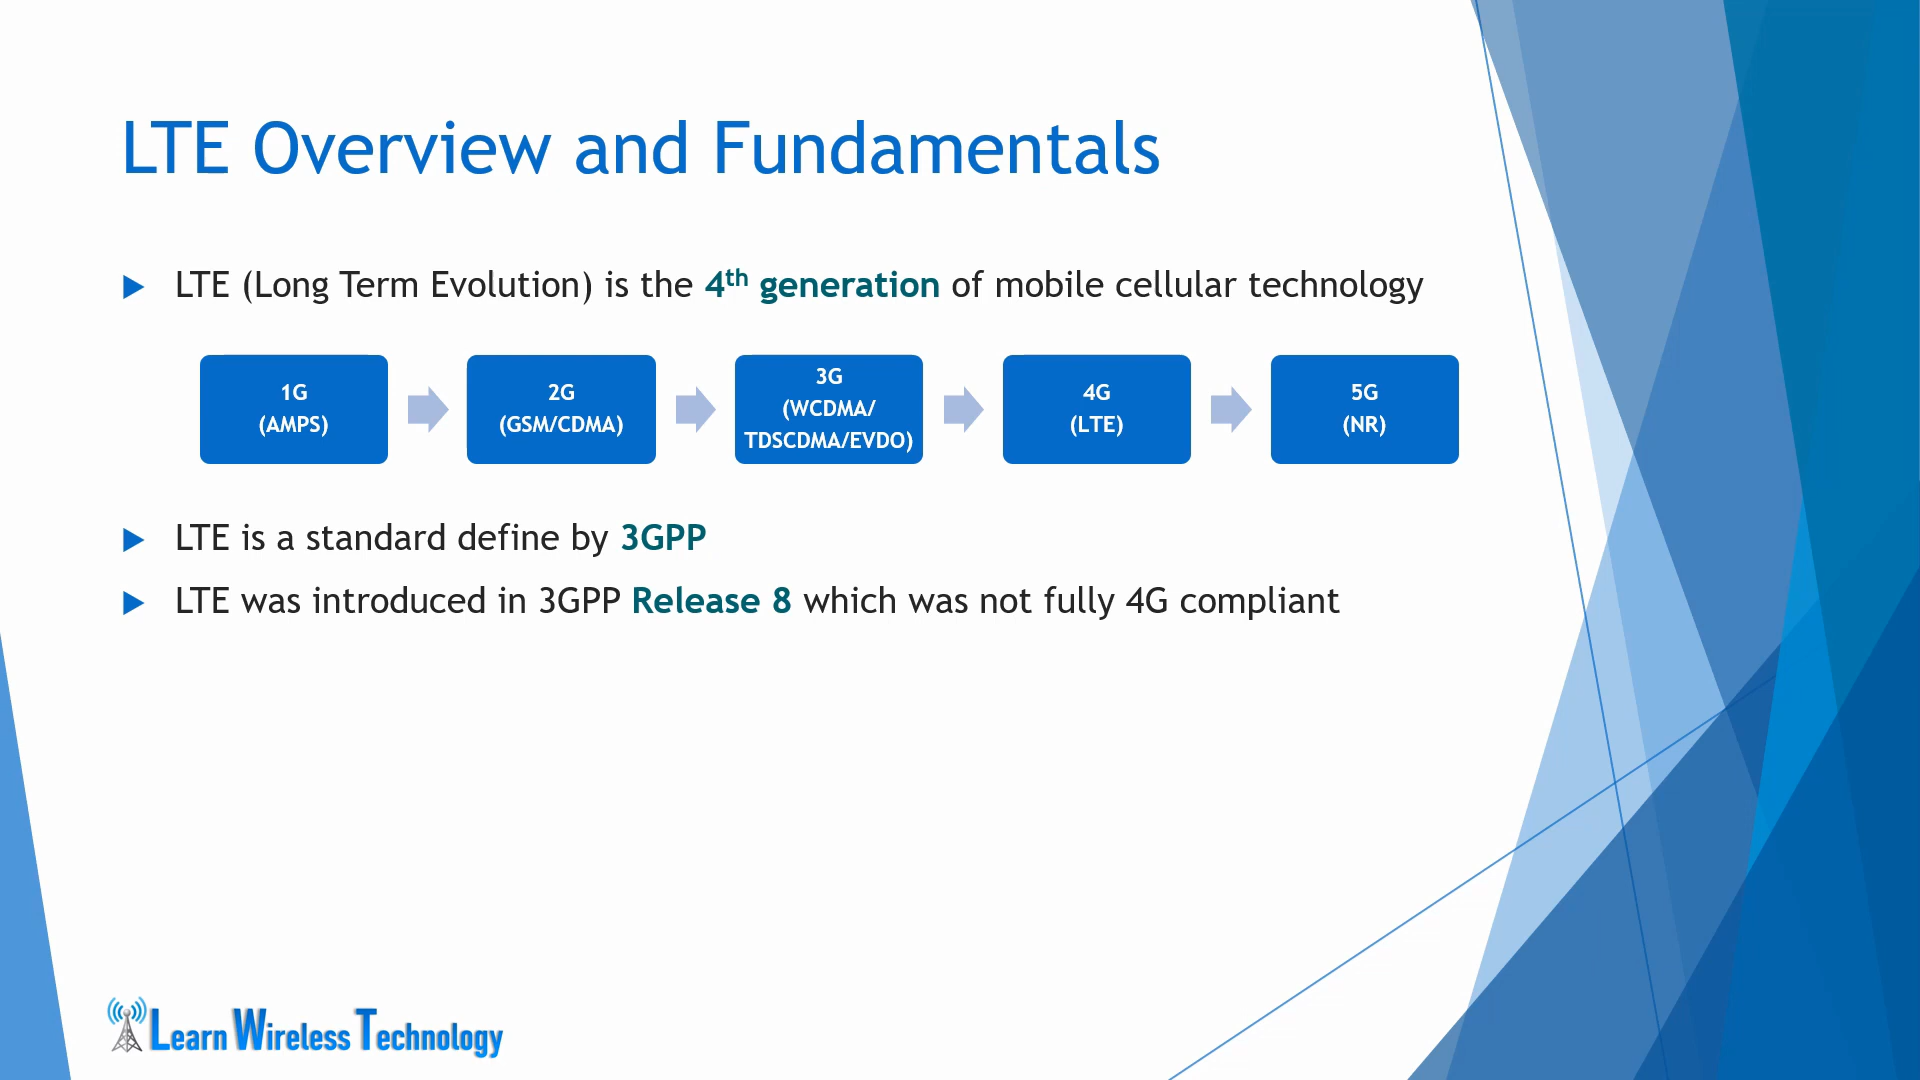 LTE Overview and Fundamentals
LTE (Long Term Evolution) is the 4th generation of mobile cellular technology
1G
(AMPS)
2G
(GSM/CDMA)
3G
(WCDMA/
TDSCDMA/EVDO)
4G
(LTE)
5G
(NR)
LTE is a standard define by 3GPP
LTE was introduced in 3GPP Release 8 which was not fully 4G compliant
Learn Wireless Technology